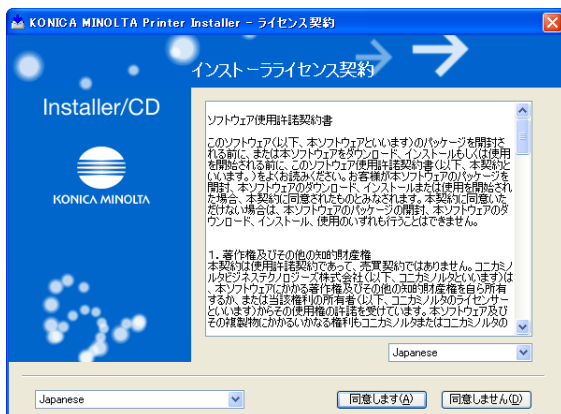 KONICA MINOLTA Printer Installer - ライセンス契約
インストーラライセンス契約
Installer/CD
KONICA MINOLTA
ソフトウェア使用許諾契約書
このソフトウェア(以下、本ソフトウェアといいます)のパッケージを開封さ
れる前に、または本ソフトウェアをダウンロード、インストールもしくは使用
を開始される前に、このソフトウェア使用許諾契約書(以下、本契約と
いいます。)をよくお読みください。お客様が本ソフトウェアのパッケージを
開封、本ソフトウェアのダウンロード、インストールまたは使用を開始され
た場合、本契約に同意されたものとみなされます。本契約に同意いた
だけない場合は、本ソフトウェアのパッケージの開封、本ソフトウェアのダ
ウンロード、インストール、使用のいずれも行うことはできません。
1. 著作権及びその他の知的財産権
本契約は使用許諾契約であって、売買契約ではありません。コニカミノ
ルタビジネステクノロジーズ株式会社(以下、コニカミノルタといいます)は
、本ソフトウェアにかかる著作権及びその他の知的財産権を自ら所有
するか、または当該権利の所有者(以下、コニカミノルタのライセンサー
といいます)からその使用権の許諾を受けています。本ソフトウェア及び
その複製物にかかるいかなる権利もコニカミノルタまたはコニカミノルタの
Japanese
Japanese
同意します(A)
同意しません(D)